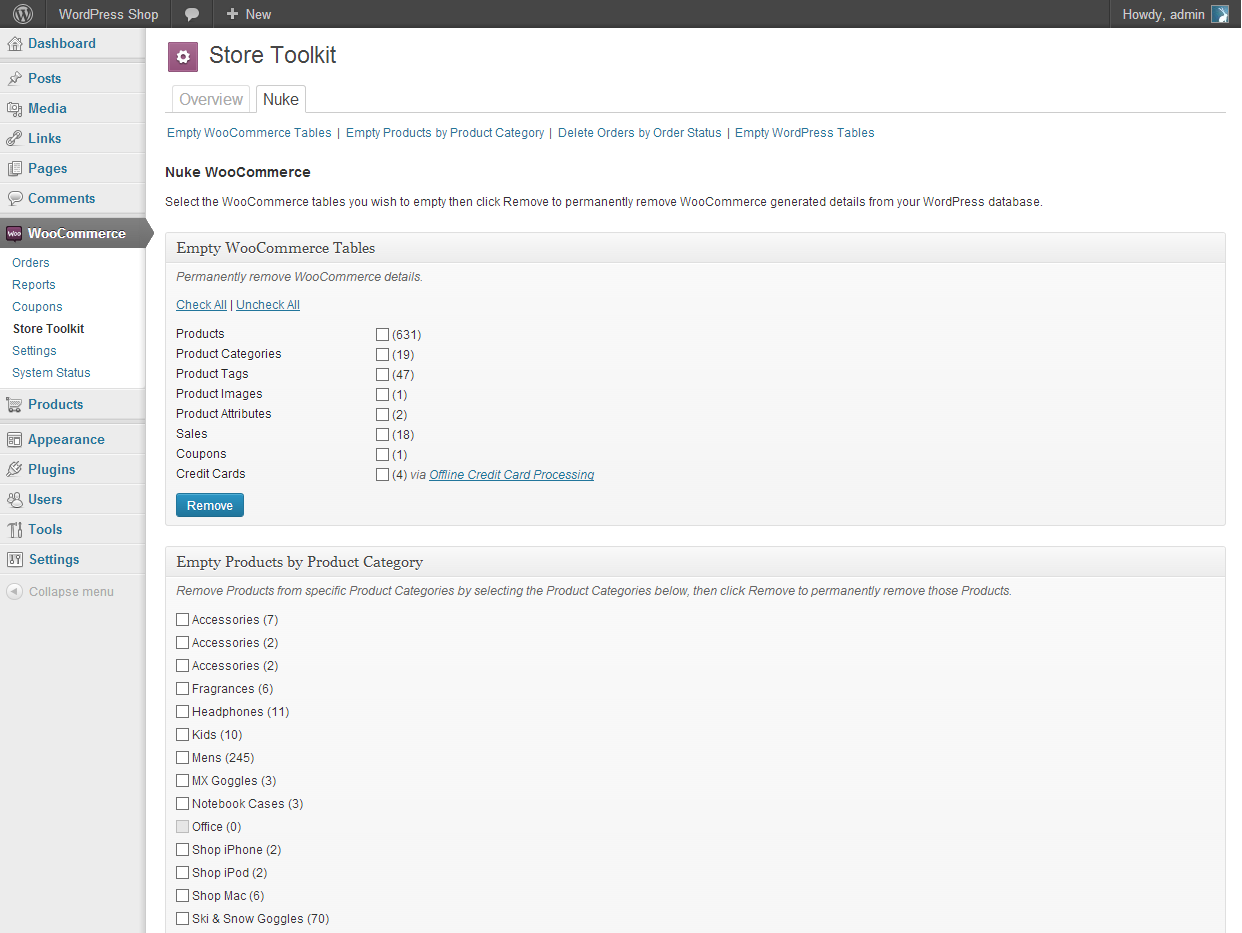 WordPress Shop
New
Howdy, admin
Dashboard
Posts
Media
Links
Pages
Comments
Woo WooCommerce
Orders
Reports
Coupons
Store Toolkit
Settings
System Status
Products
Appearance
Plugins
Users
Tools
Settings
Collapse menu
Store Toolkit
Overview Nuke
Empty WooCommerce Tables | Empty Products by Product Category | Delete Orders by Order Status | Empty WordPress Tables
Nuke WooCommerce
Select the WooCommerce tables you wish to empty then click Remove to permanently remove WooCommerce generated details from your WordPress database.
Empty WooCommerce Tables
Permanently remove WooCommerce details.
Check All | Uncheck All
Products (631)
Product Categories (19)
Product Tags (47)
Product Images (1)
Product Attributes (2)
Sales (18)
Coupons (1)
Credit Cards (4) via Offline Credit Card Processing
Remove
Empty Products by Product Category
Remove Products from specific Product Categories by selecting the Product Categories below, then click Remove to permanently remove those Products.
Accessories (7)
Accessories (2)
Accessories (2)
Fragrances (6)
Headphones (11)
Kids (10)
Mens (245)
MX Goggles (3)
Notebook Cases (3)
Office (0)
Shop iPhone (2)
Shop iPod (2)
Shop Mac (6)
Ski & Snow Goggles (70)